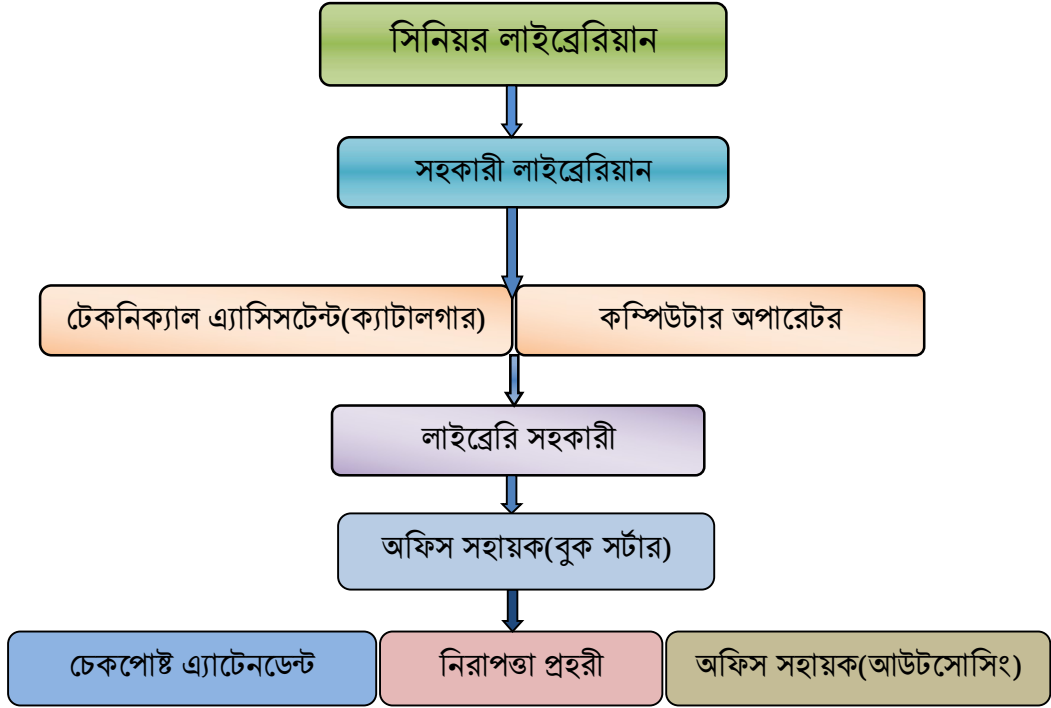 সিনিয়র লাইব্রেরিয়ান
সহকারী লাইব্রেরিয়ান
টেকনিক্যাল এ্যাসিসটেন্ট(ক্যাটালগার)
কম্পিউটার অপারেটর
লাইব্রেরি সহকারী
অফিস সহায়ক(বুক সর্টার)
চেকপোষ্ট এ্যাটেনডেন্ট
নিরাপত্তা প্রহরী
অফিস সহায়ক(আউটসোসিং)